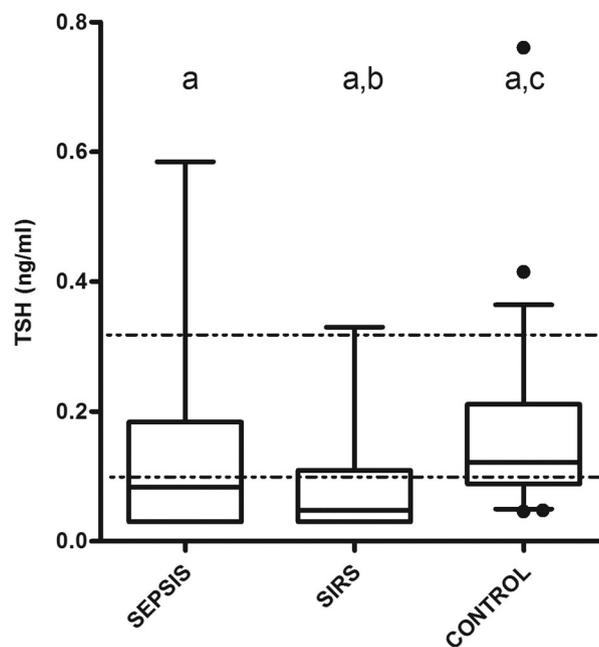 0.8
a
a,b
a,c
0.6
TSH (ng/ml)
0.4
0.2
0.0
SEPSIS
SIRS
CONTROL